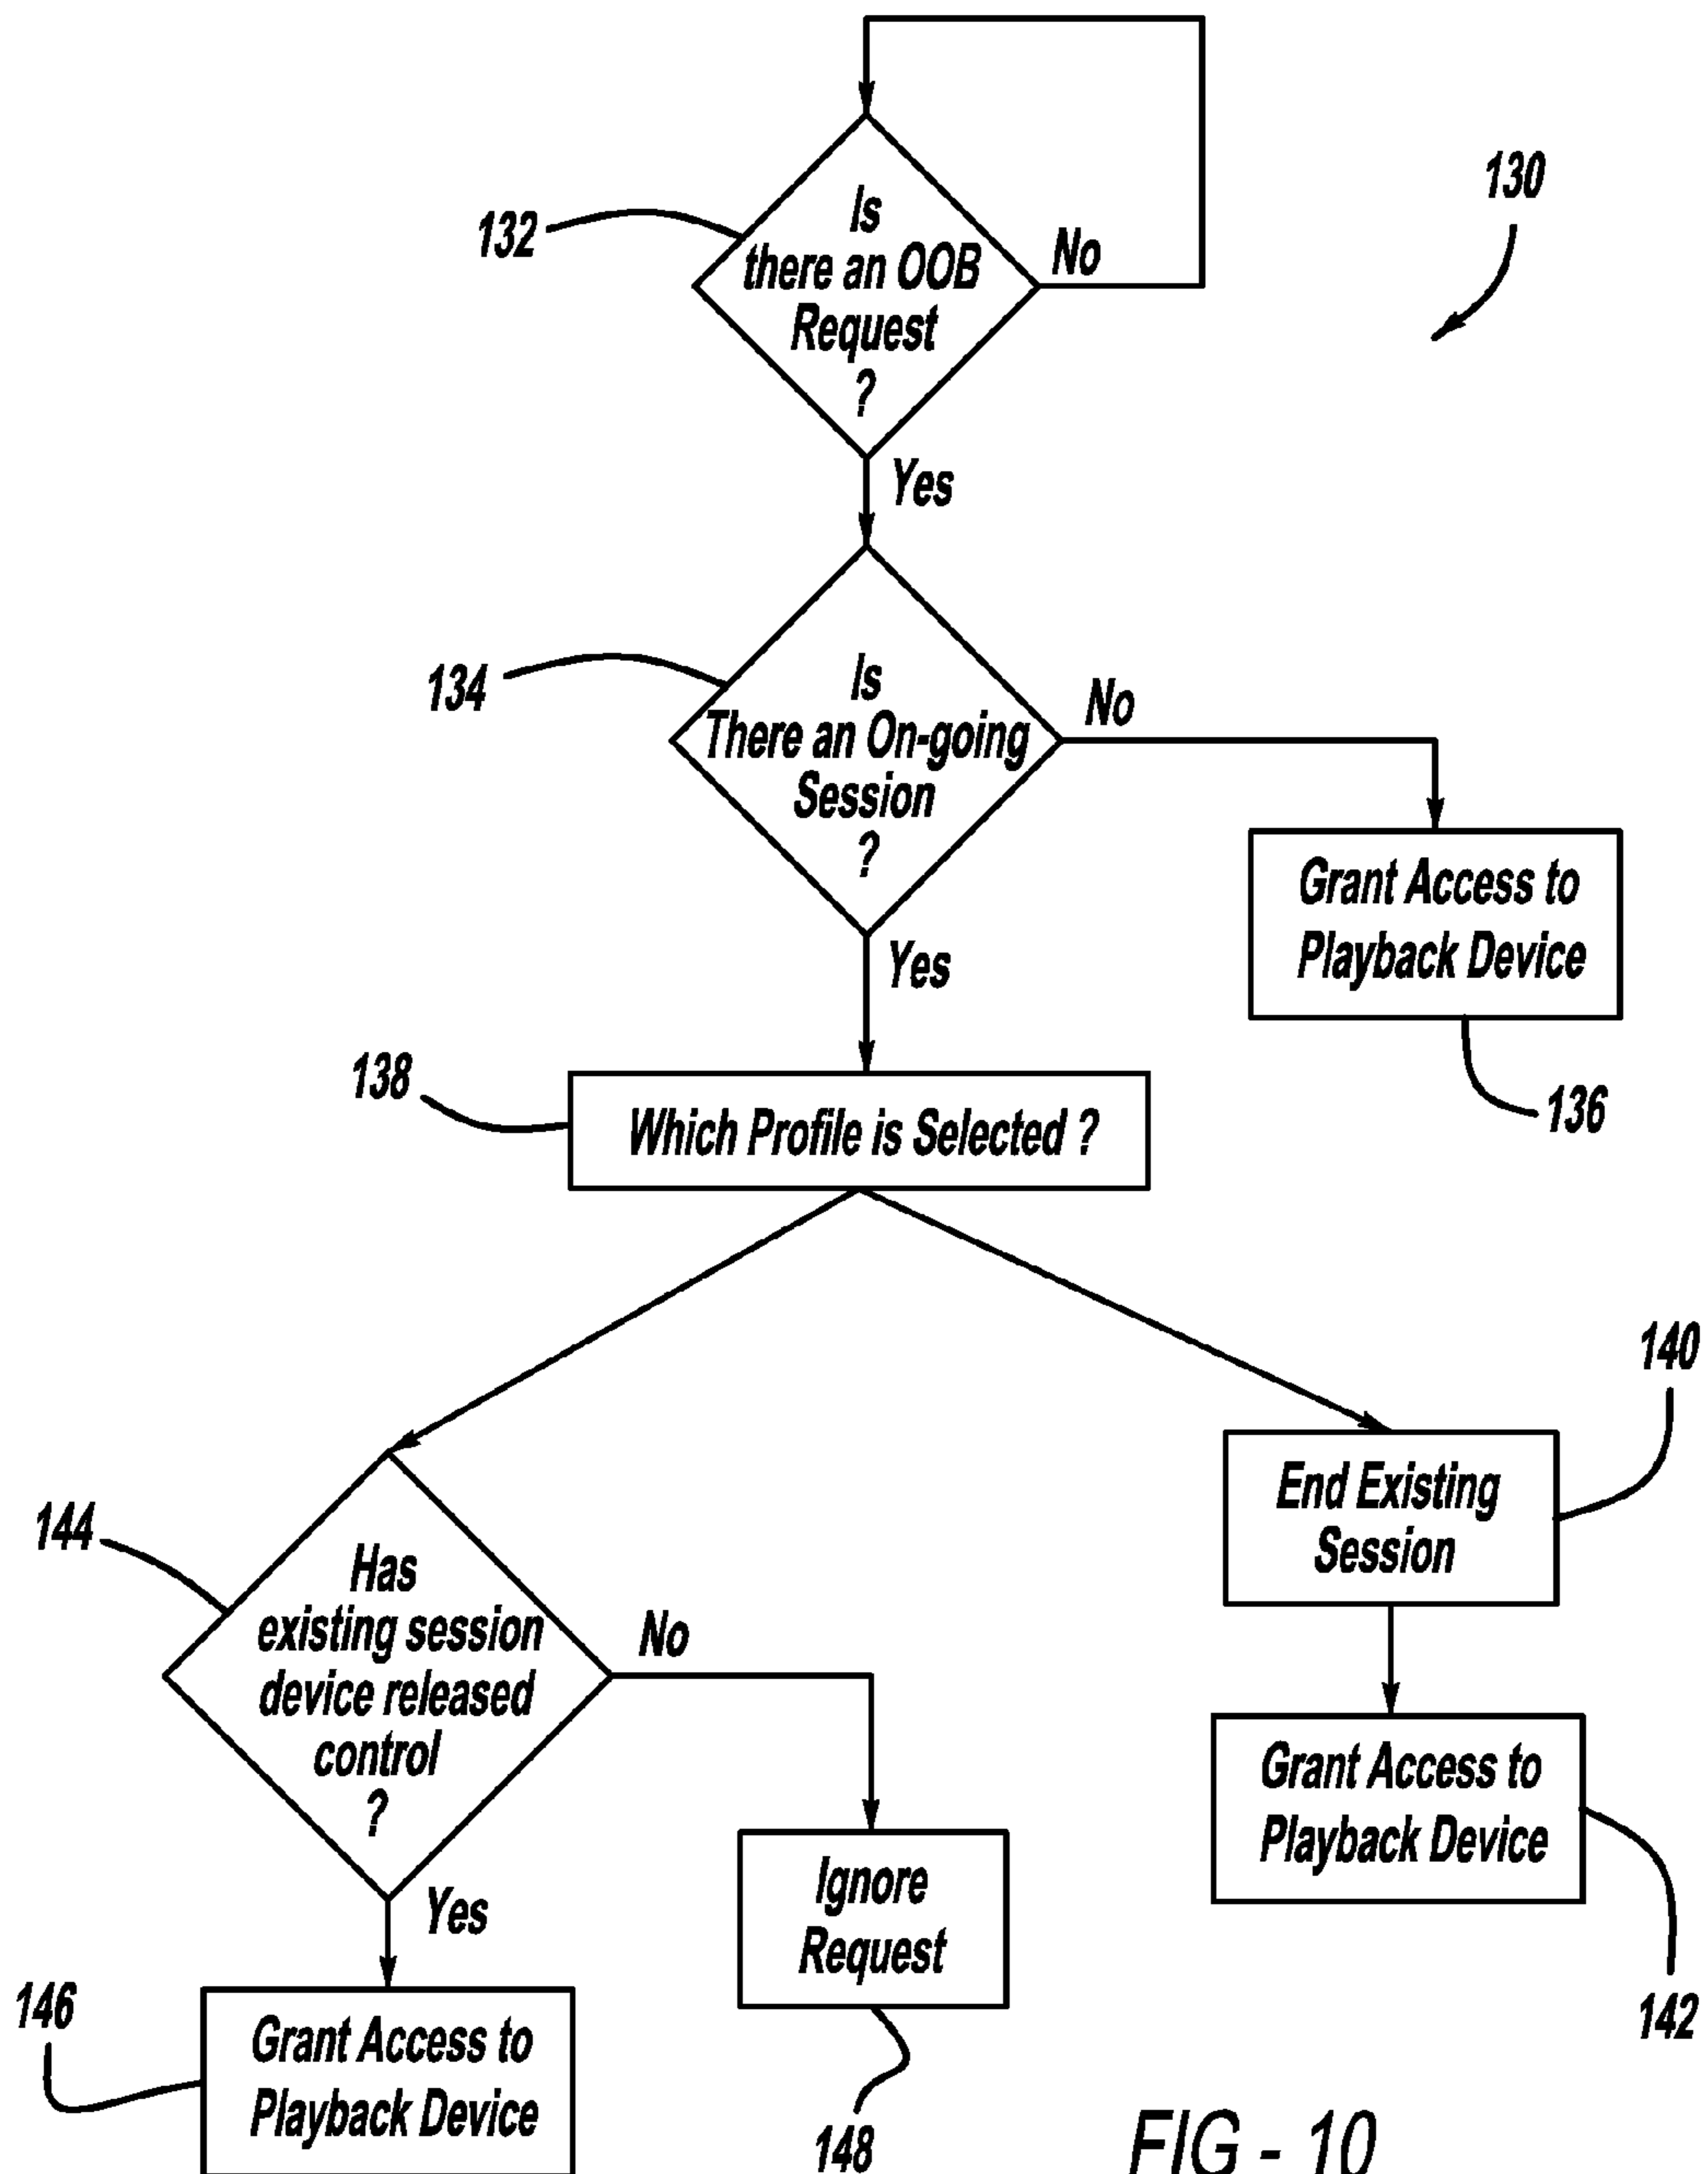 130
132
Is
there an OOB
Request
?
No
Yes
134
Is
There an On-going
Session
?
No
Yes
Grant Access to
Playback Device
136
138
Which Profile is Selected ?
140
End Existing
Session
144
Has
existing session
device released
control
?
No
Yes
Grant Access to
Playback Device
142
Ignore
Request
148
146
Grant Access to
Playback Device
FIG - 10